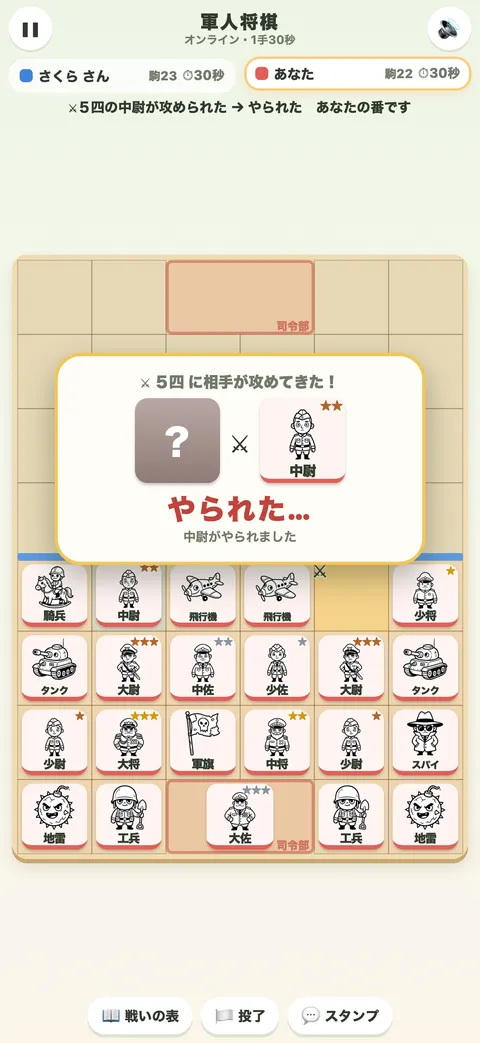 軍人将棋
オンライン・1手30秒
さくら さん 駒23 ⏱30秒
あなた 駒22 ⏱30秒
⚔5四の中尉が攻められた → やられた あなたの番です
司令部
⚔ 5四 に相手が攻めてきた！
? ⚔ ★★ 中尉
やられた…
中尉がやられました
騎兵 中尉 飛行機 飛行機 少将
タンク 大尉 中佐 少佐 大尉 タンク
少尉 大将 軍旗 中将 少尉 スパイ
地雷 工兵 大佐 司令部 工兵 地雷
戦いの表 投了 スタンプ